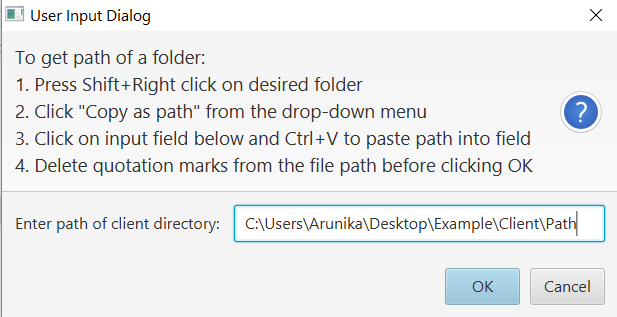 User Input Dialog
To get path of a folder:
1. Press Shift+Right click on desired folder
2. Click "Copy as path" from the drop-down menu
3. Click on input field below and Ctrl+V to paste path into field
4. Delete quotation marks from the file path before clicking OK
?
Enter path of client directory: C:\Users\Arunika\Desktop\Example\Client\Path
OK Cancel